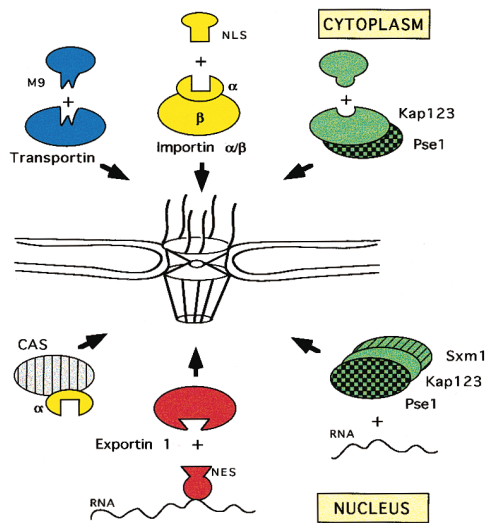 NLS
CYTOPLASM
M9
+
+
α
+
β
Kap123
Pse1
Transportin
Importin α/β
CAS
α
Sxm1
Kap123
Pse1
+
Exportin 1 +
RNA
NES
RNA
NUCLEUS